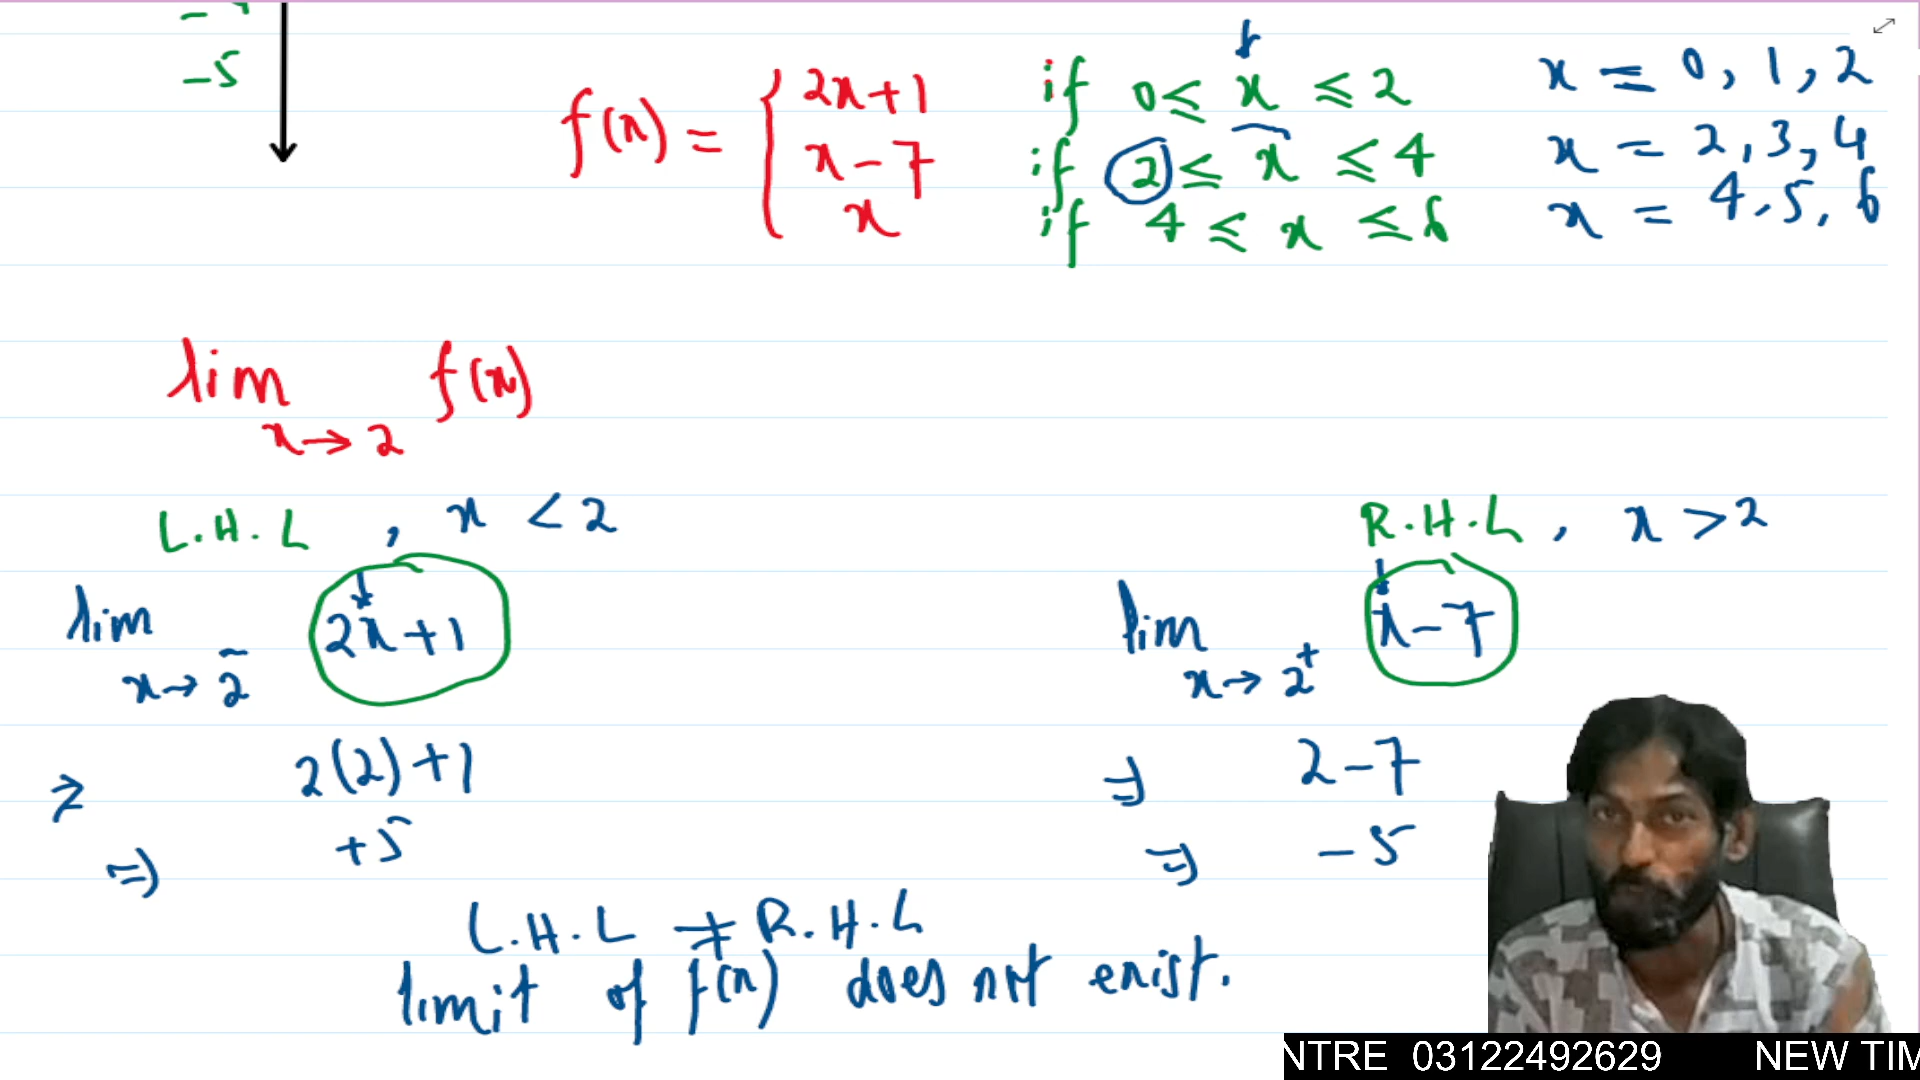 -5
f(x) = { 2x+1 if 0 ≤ x ≤ 2 x = 0, 1, 2
x-7 if 2 ≤ x ≤ 4 x = 2, 3, 4
x if 4 ≤ x ≤ 6 x = 4, 5, 6
lim f(x)
x→2
L.H.L , x < 2 R.H.L , x > 2
lim 2x+1 lim x-7
x→2⁻ x→2⁺
⇒ 2(2)+1 ⇒ 2-7
⇒ +5 ⇒ -5
L.H.L ≠ R.H.L
limit of f(x) does not exist.
NTRE 03122492629 NEW TIM